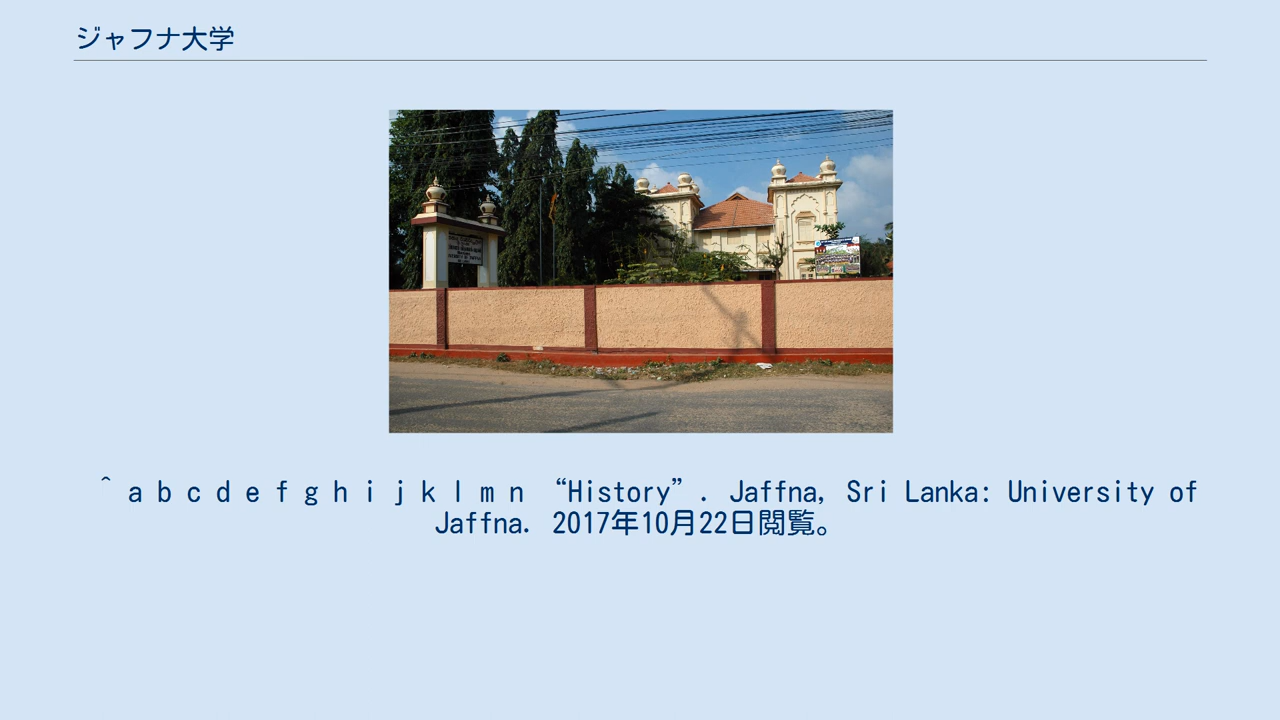 ジャフナ大学
^ a b c d e f g h i j k l m n “History”. Jaffna, Sri Lanka: University of
Jaffna. 2017年10月22日閲覧。